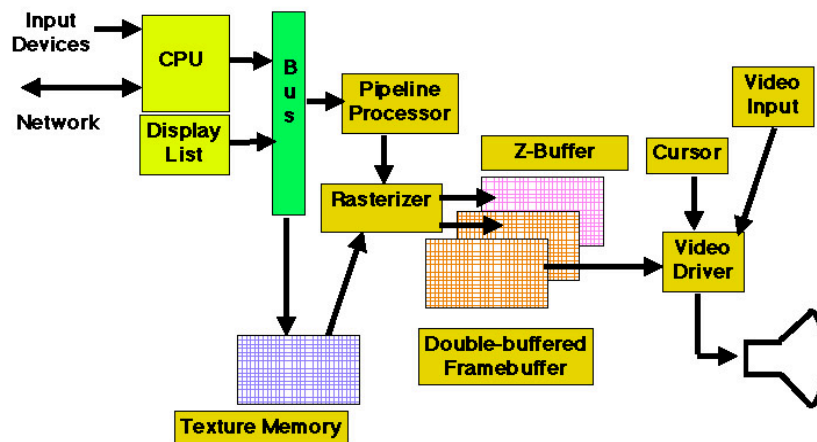 Input
Devices
CPU
Network
Display
List
Bus
Pipeline
Processor
Rasterizer
Z-Buffer
Cursor
Video
Input
Video
Driver
Double-buffered
Framebuffer
Texture Memory